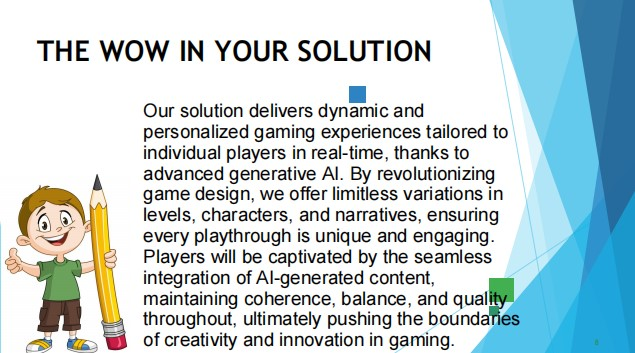 THE WOW IN YOUR SOLUTION
Our solution delivers dynamic and
personalized gaming experiences tailored to
individual players in real-time, thanks to
advanced generative AI. By revolutionizing
game design, we offer limitless variations in
levels, characters, and narratives, ensuring
every playthrough is unique and engaging.
Players will be captivated by the seamless
integration of AI-generated content,
maintaining coherence, balance, and quality
throughout, ultimately pushing the boundaries
of creativity and innovation in gaming.